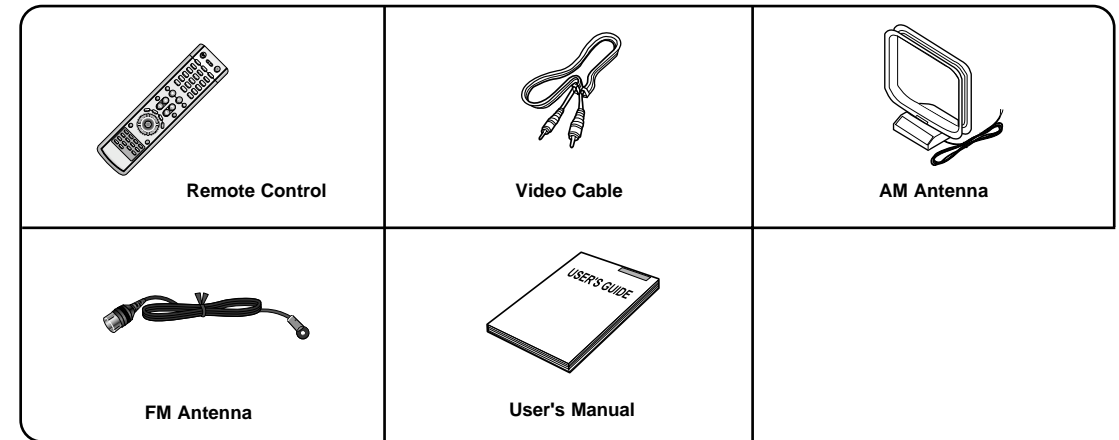 Remote Control
Video Cable
AM Antenna
FM Antenna
USER'S GUIDE
User's Manual